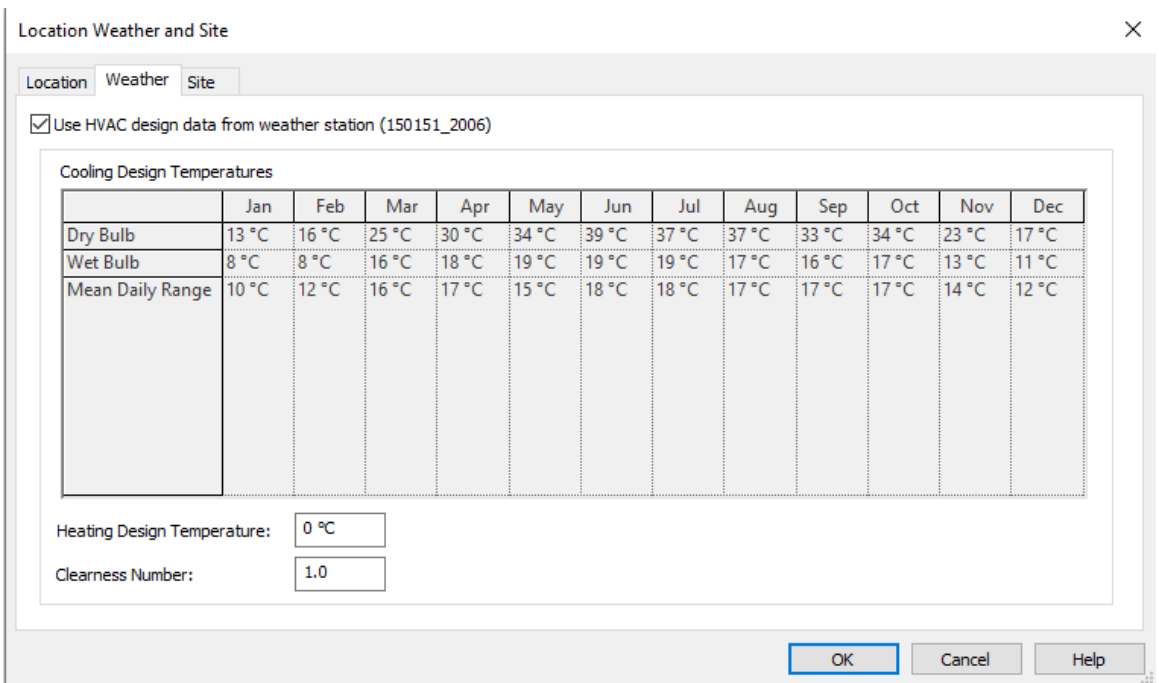 Location Weather and Site
Location Weather Site
Use HVAC design data from weather station (150151_2006)
Cooling Design Temperatures
Jan Feb Mar Apr May Jun Jul Aug Sep Oct Nov Dec
Dry Bulb 13 °C 16 °C 25 °C 30 °C 34 °C 39 °C 37 °C 37 °C 33 °C 34 °C 23 °C 17 °C
Wet Bulb 8 °C 8 °C 16 °C 18 °C 19 °C 19 °C 19 °C 17 °C 16 °C 17 °C 13 °C 11 °C
Mean Daily Range 10 °C 12 °C 16 °C 17 °C 15 °C 18 °C 18 °C 17 °C 17 °C 17 °C 14 °C 12 °C
Heating Design Temperature: 0 °C
Clearness Number: 1.0
OK Cancel Help